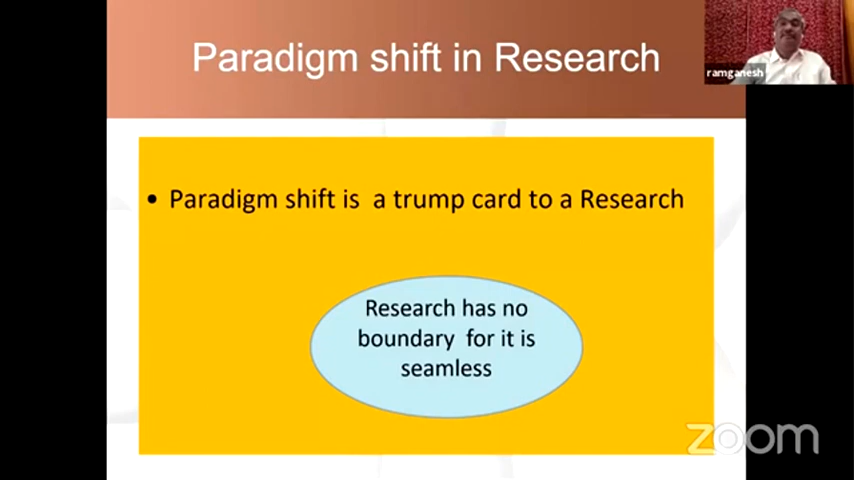 Paradigm shift in Research
ramganesh
• Paradigm shift is a trump card to a Research
Research has no
boundary for it is
seamless
zoom